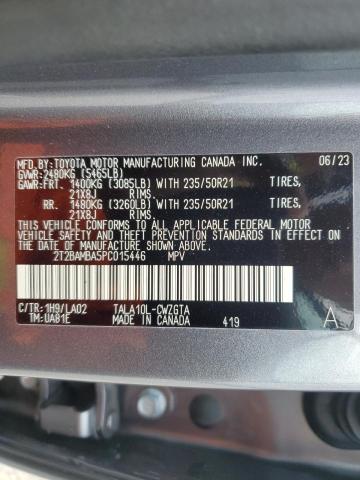 MFD.BY:TOYOTA MOTOR MANUFACTURING CANADA INC. 06/23
GVWR:2480KG (5465LB)
GAWR:FRT. 1400KG (3085LB) WITH 235/50R21 TIRES,
21X8J RIMS,
RR. 1480KG (3260LB) WITH 235/50R21 TIRES,
21X8J RIMS,
THIS VEHICLE CONFORMS TO ALL APPLICABLE FEDERAL MOTOR
VEHICLE SAFETY, BUMPER, AND THEFT PREVENTION STANDARDS
IN EFFECT ON THE DATE OF MANUFACTURE SHOWN ABOVE.
2T2BAMBA5PC015446 MPV
C/TR:1H9/LA02 TALA10L-CWZGTA
TM:UA81E MADE IN CANADA 419 A